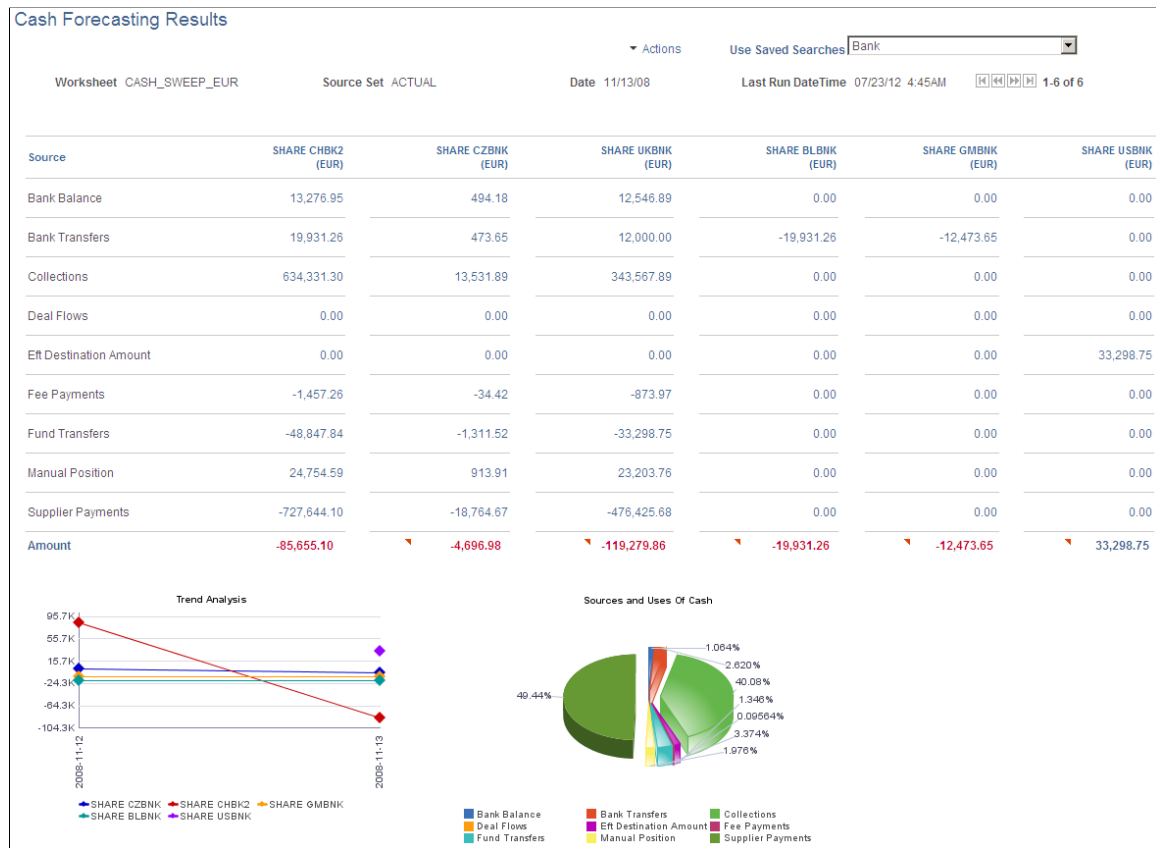 Cash Forecasting Results
Actions Use Saved Searches Bank
Worksheet CASH_SWEEP_EUR Source Set ACTUAL Date 11/13/08 Last Run DateTime 07/23/12 4:45AM 1-6 of 6
Source SHARE CHBK2 (EUR) SHARE CZBNK (EUR) SHARE UKBNK (EUR) SHARE BLBNK (EUR) SHARE GMBNK (EUR) SHARE USBNK (EUR)
Bank Balance 13,276.95 494.18 12,546.89 0.00 0.00 0.00
Bank Transfers 19,931.26 473.65 12,000.00 -19,931.26 -12,473.65 0.00
Collections 634,331.30 13,531.89 343,567.89 0.00 0.00 0.00
Deal Flows 0.00 0.00 0.00 0.00 0.00 0.00
Eft Destination Amount 0.00 0.00 0.00 0.00 0.00 33,298.75
Fee Payments -1,457.26 -34.42 -873.97 0.00 0.00 0.00
Fund Transfers -48,847.84 -1,311.52 -33,298.75 0.00 0.00 0.00
Manual Position 24,754.59 913.91 23,203.76 0.00 0.00 0.00
Supplier Payments -727,644.10 -18,764.67 -476,425.68 0.00 0.00 0.00
Amount -85,655.10 -4,696.98 -119,279.86 -19,931.26 -12,473.65 33,298.75
Trend Analysis
95.7K
55.7K
15.7K
-24.3K
-64.3K
-104.3K
2008-11-12
2008-11-13
SHARE CZBNK SHARE CHBK2 SHARE GMBNK
SHARE BLBNK SHARE USBNK
Sources and Uses Of Cash
1.064%
2.620%
40.08%
49.44%
1.346%
0.09564%
3.374%
1.976%
Bank Balance Bank Transfers Collections
Deal Flows Eft Destination Amount Fee Payments
Fund Transfers Manual Position Supplier Payments